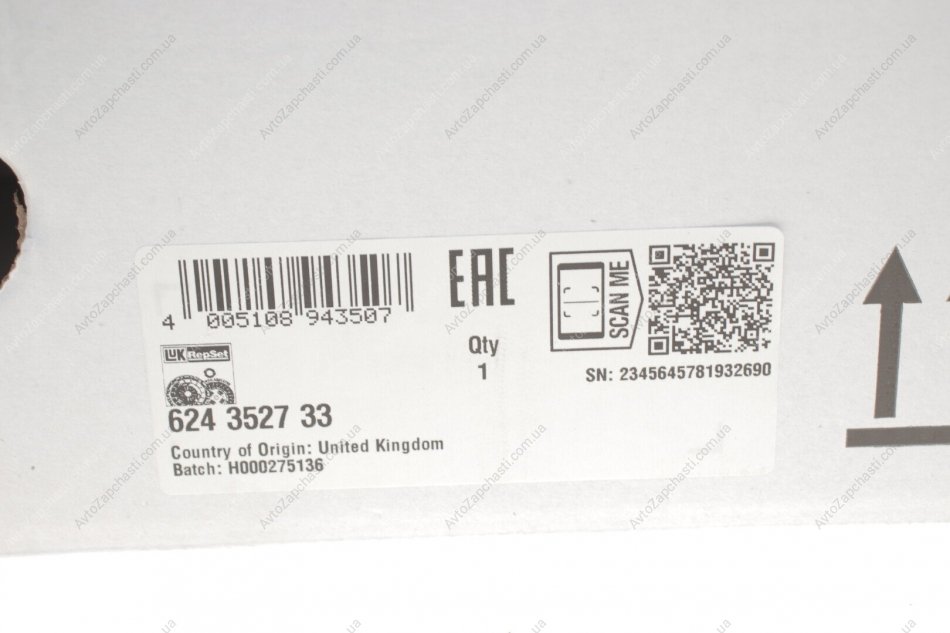 4 005108 943507
EAC
Qty
1
SCAN ME
SN: 2345645781932690
LUK RepSet
624 3527 33
Country of Origin: United Kingdom
Batch: H000275136
AvtoZapchasti.com.ua